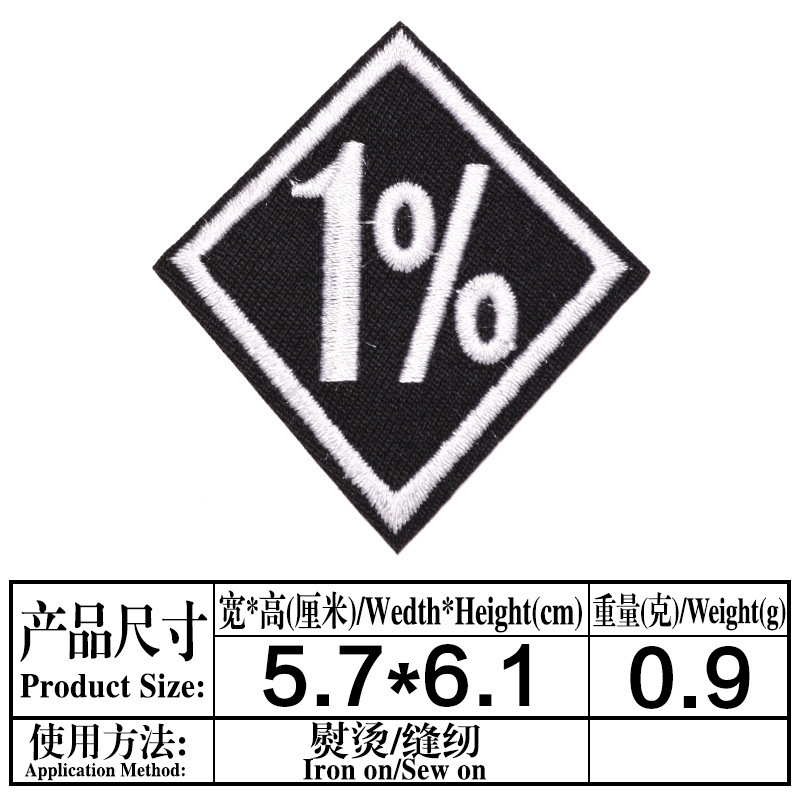 1%
产品尺寸
Product Size:
宽*高(厘米)/Wedth*Height(cm)
重量(克)/Weight(g)
5.7*6.1
0.9
使用方法:
Application Method:
熨烫/缝纫
Iron on/Sew on